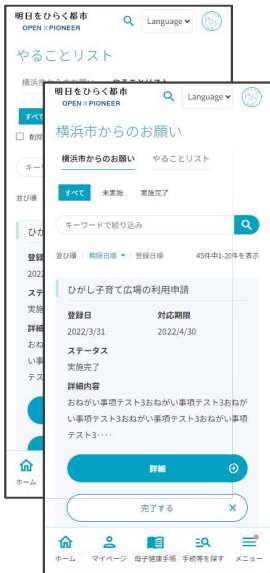 明日をひらく都市
OPEN X PIONEER
Language
やることリスト
すべて
削除
キー
並び順
ひが
登録
2022
ステ
実施
詳細
おね
い事
テス
ホーム
明日をひらく都市
OPEN X PIONEER
Language
横浜市からのお願い
横浜市からのお願い やることリスト
すべて 未実施 実施完了
キーワードで絞り込み
並び順 | 期限日順 / 登録日順 45件中1-20件を表示
ひがし子育て広場の利用申請
登録日 対応期限
2022/3/31 2022/4/30
ステータス
実施完了
詳細内容
おねがい事項テスト3おねがい事項テスト3おねが
い事項テスト3おねがい事項テスト3おねがい事項
テスト3‥‥
詳細
完了する
ホーム マイページ 母子健康手帳 手続等を探す メニュー